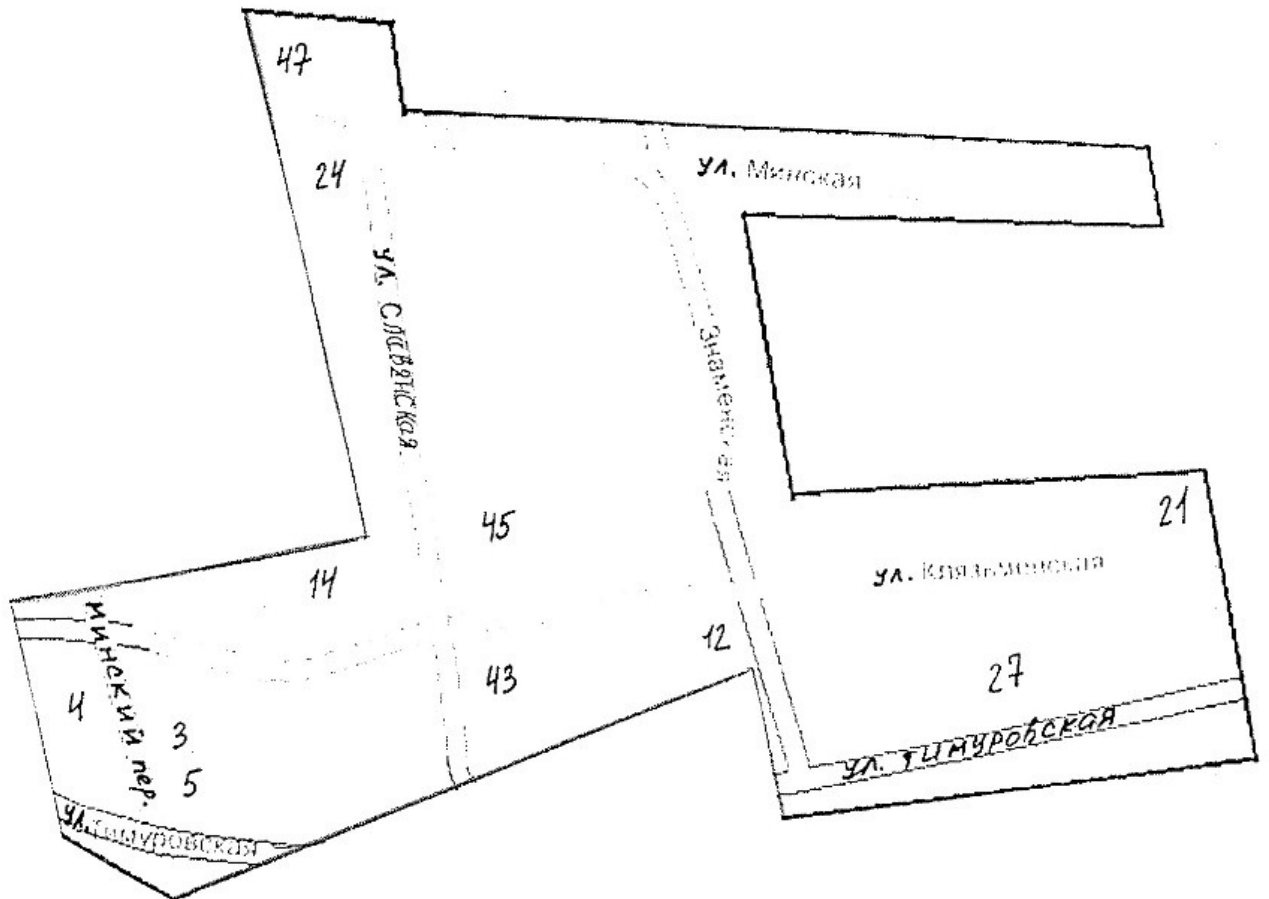 47
ул. Минская
24
ул. Славянская
Знаменская
21
45
ул. Клязьменская
14
12
минский пер.
43
27
4
3
5
ул. тимуровская
ул. тимуровская